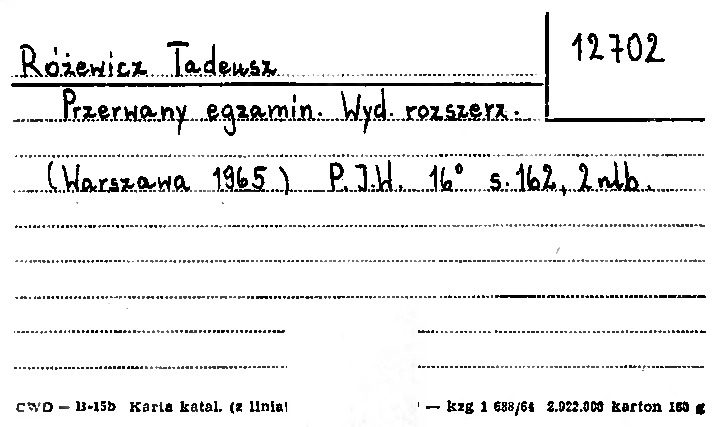 12702
Różewicz Tadeusz
Przerwany egzamin. Wyd. rozszerz.
(Warszawa 1965) P.I.W. 16° s. 162, 2 nlb.
CWD — B-15b Karta katal. (z linia — kzg 1 688/64 2.022.000 karton 160 g